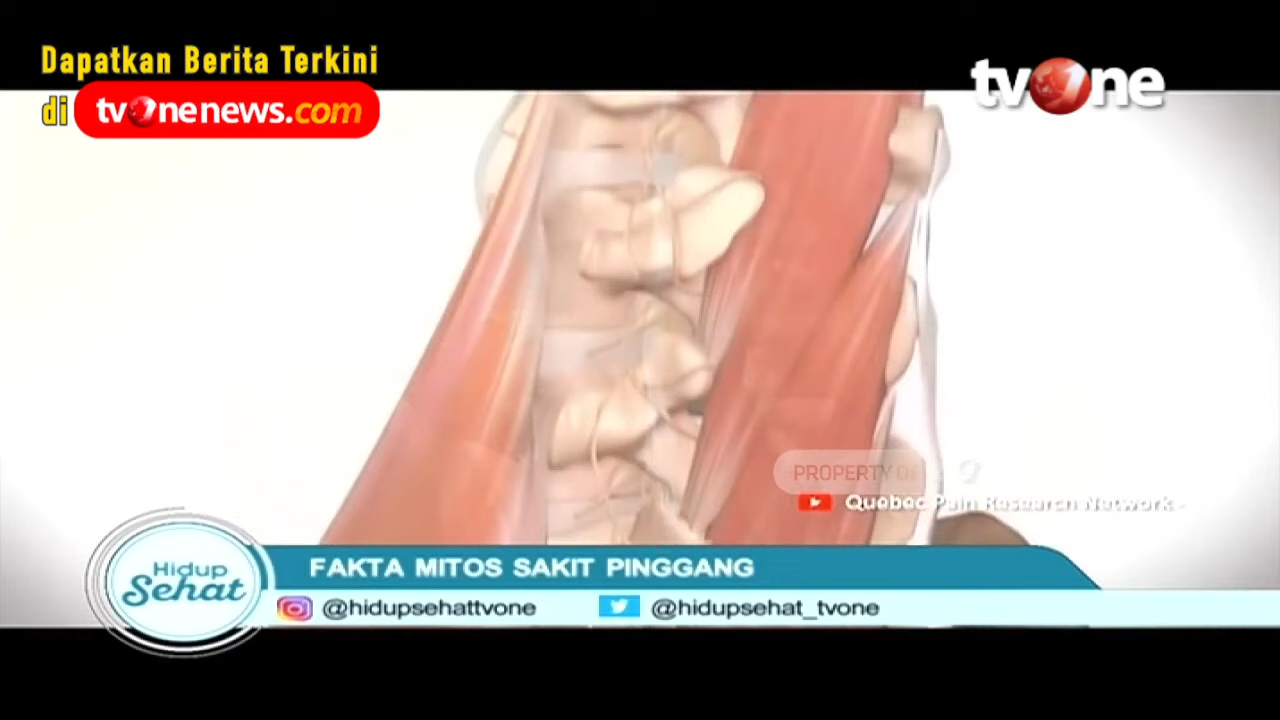 Dapatkan Berita Terkini
di tvonenews.com
tvOne
PROPERTY OF
Quebec Pain Research Network
Hidup
Sehat
FAKTA MITOS SAKIT PINGGANG
@hidupsehattvone @hidupsehat_tvone